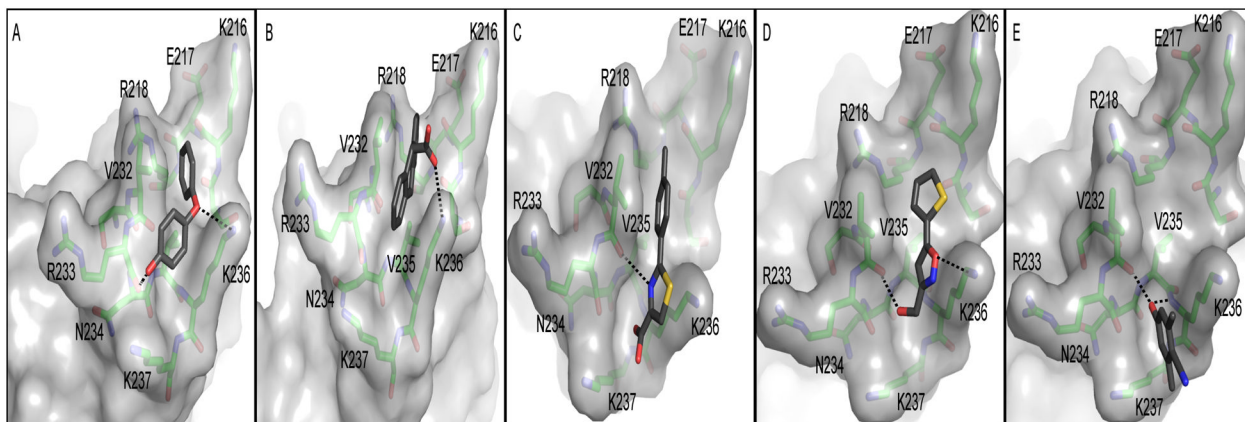 A
E217
K216
R218
V232
R233
N234
K236
K237
B
K216
E217
R218
V232
R233
V235
K236
N234
K237
C
E217
K216
R218
V232
R233
V235
K236
N234
K237
D
E217
K216
R218
V232
V235
R233
K236
N234
K237
E
K216
E217
R218
V232
V235
R233
K236
N234
K237